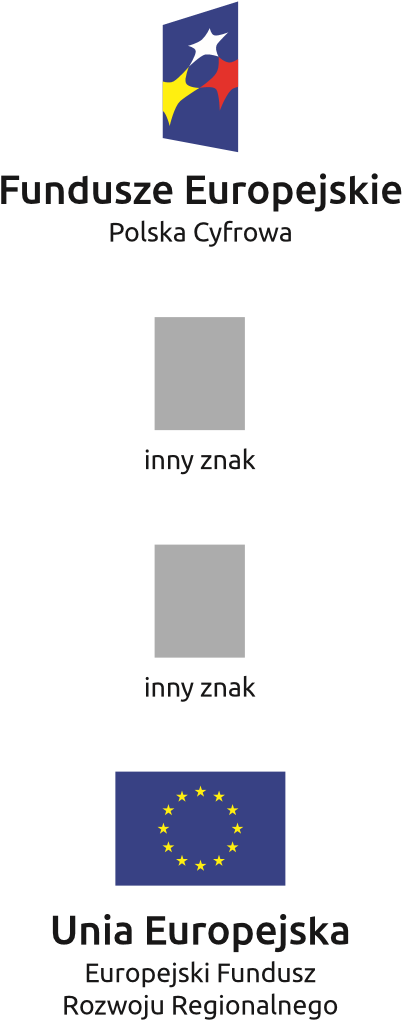 Fundusze Europejskie
Polska Cyfrowa
inny znak
inny znak
Unia Europejska
Europejski Fundusz
Rozwoju Regionalnego